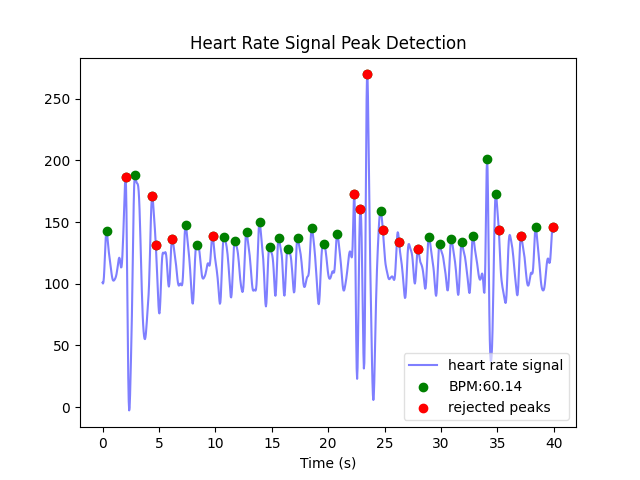 Heart Rate Signal Peak Detection
250
200
150
100
50
0
heart rate signal
BPM:60.14
rejected peaks
0 5 10 15 20 25 30 35 40
Time (s)